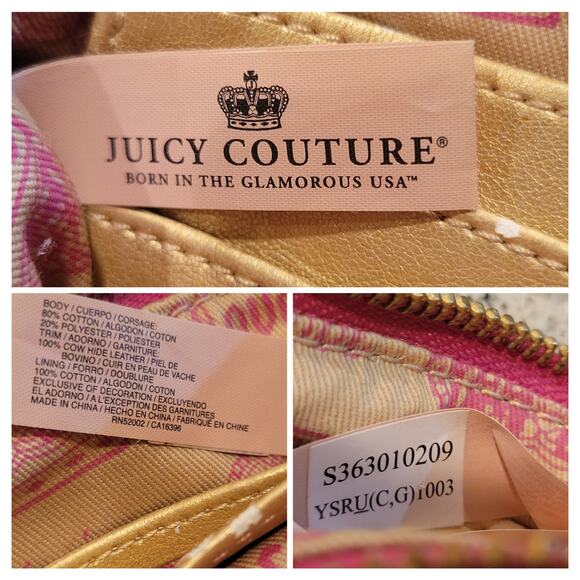 JUICY COUTURE®
BORN IN THE GLAMOROUS USA™
BODY / CUERPO / CORSAGE:
80% COTTON / ALGODON / COTON
20% POLYESTER / POLIESTER
TRIM / ADORNO / GARNITURE:
100% COW HIDE LEATHER / PIEL DE
BOVINO / CUIR EN PEAU DE VACHE
LINING / FORRO / DOUBLURE
100% COTTON / ALGODON / COTON
EXCLUSIVE OF DECORATION / EXCLUYENDO
EL ADORNO / A L'EXCEPTION DES GARNITURES
MADE IN CHINA / HECHO EN CHINA / FABRIQUÉ EN CHINE
RN52002 / CA16396
S363010209
YSRU(C,G)1003